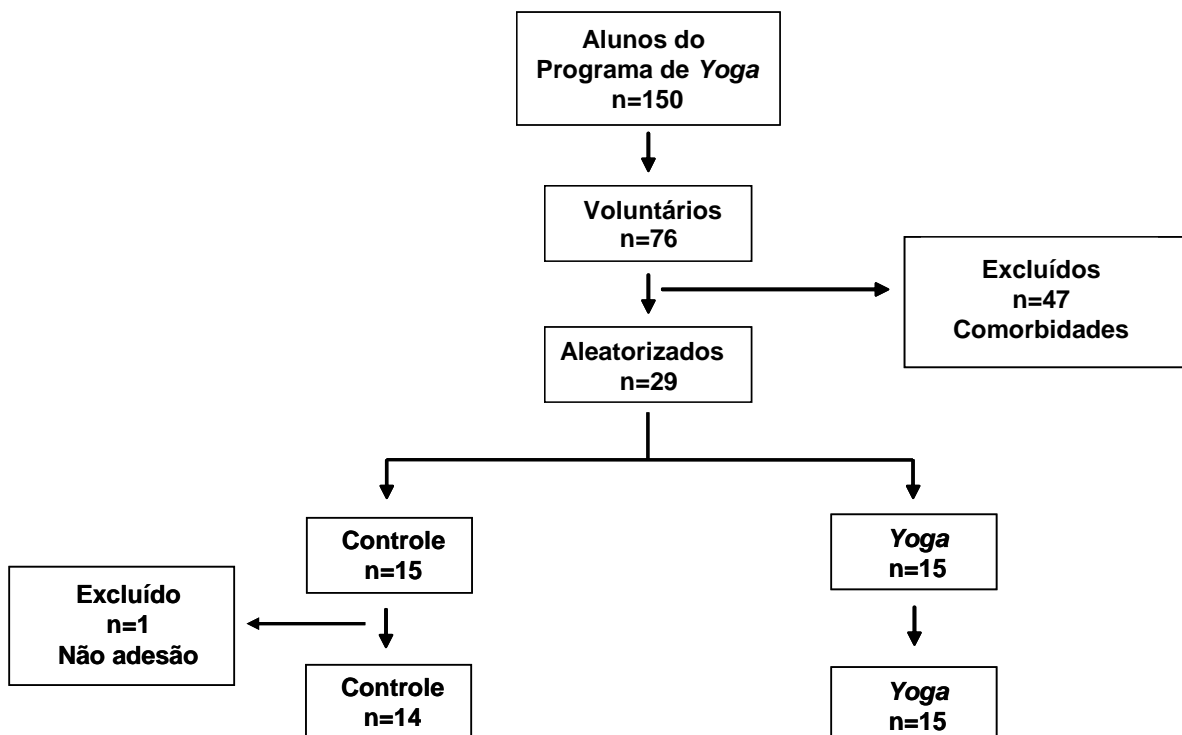 Alunos do
Programa de Yoga
n=150
Voluntários
n=76
Excluídos
n=47
Comorbidades
Aleatorizados
n=29
Controle
n=15
Yoga
n=15
Excluído
n=1
Não adesão
Controle
n=14
Yoga
n=15